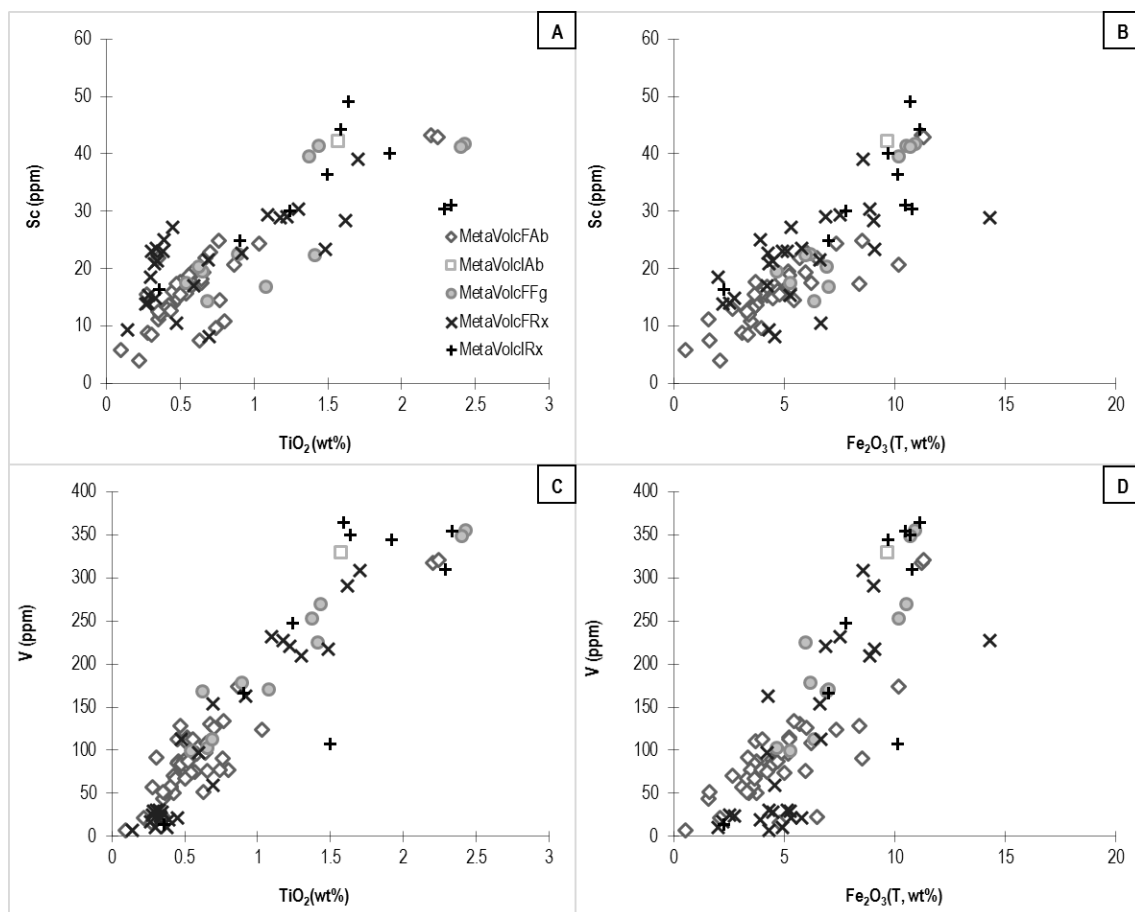 A
60
50
40
30
20
10
0
Sc (ppm)
0 0.5 1 1.5 2 2.5 3
TiO2 (wt%)
MetaVolcFAb
MetaVolcIAb
MetaVolcFFg
MetaVolcFRx
MetaVolcIRx
B
60
50
40
30
20
10
0
Sc (ppm)
0 5 10 15 20
Fe2O3 (T, wt%)
C
400
350
300
250
200
150
100
50
0
V (ppm)
0 0.5 1 1.5 2 2.5 3
TiO2 (wt%)
D
400
350
300
250
200
150
100
50
0
V (ppm)
0 5 10 15 20
Fe2O3 (T, wt%)